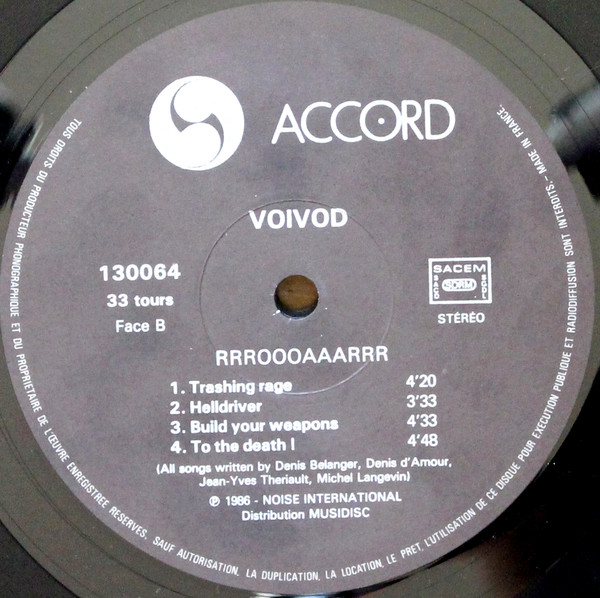 ACCORD
VOIVOD
130064
33 tours
Face B
SACEM
SACD
SDRM
SGDL
STÉRÉO
RRROOOAAARRR
1. Trashing rage 4'20
2. Helldriver 3'33
3. Build your weapons 4'33
4. To the death ! 4'48
(All songs written by Denis Belanger, Denis d'Amour,
Jean-Yves Theriault, Michel Langevin)
℗ 1986 - NOISE INTERNATIONAL
Distribution MUSIDISC
TOUS DROITS DU PRODUCTEUR PHONOGRAPHIQUE ET DU PROPRIETAIRE DE L'ŒUVRE ENREGISTREE RESERVES, SAUF AUTORISATION, LA DUPLICATION, LA LOCATION, LE PRET, L'UTILISATION DE CE DISQUE POUR EXECUTION PUBLIQUE ET RADIODIFFUSION SONT INTERDITS.- MADE IN FRANCE.